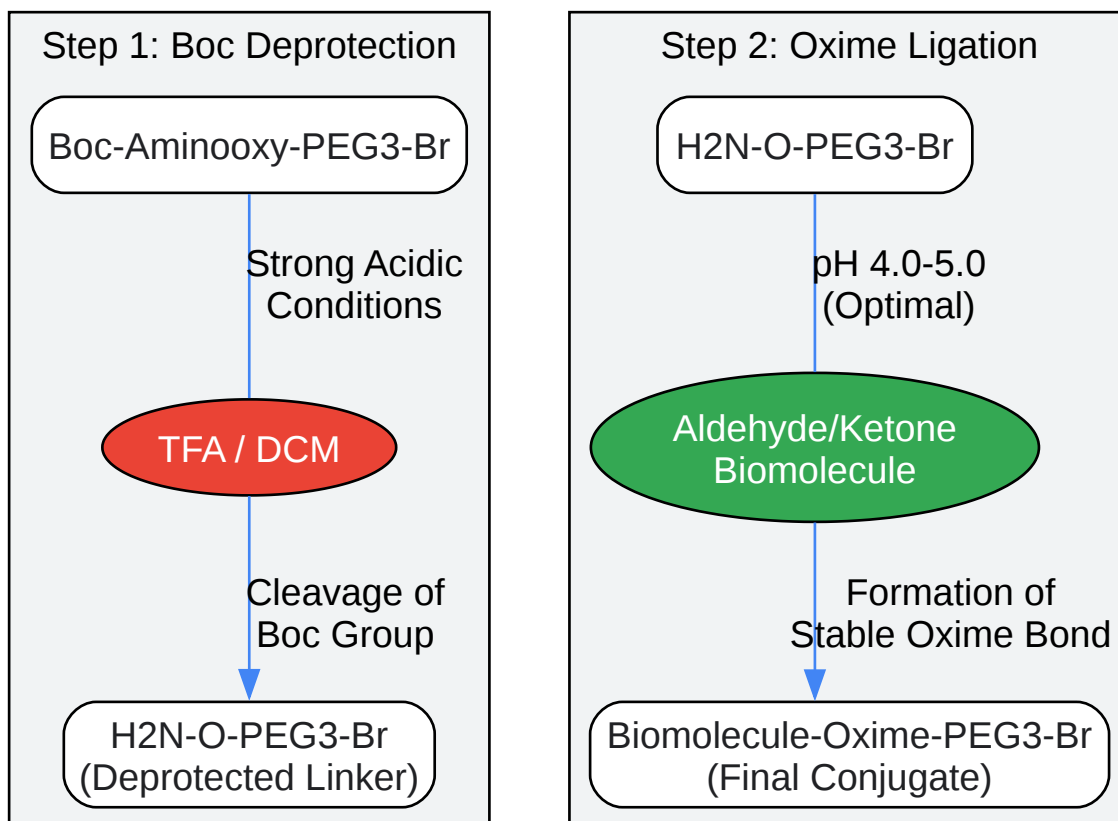 Step 1: Boc Deprotection
Boc-Aminooxy-PEG3-Br
Strong Acidic
Conditions
TFA / DCM
Cleavage of
Boc Group
H2N-O-PEG3-Br
(Deprotected Linker)
Step 2: Oxime Ligation
H2N-O-PEG3-Br
pH 4.0-5.0
(Optimal)
Aldehyde/Ketone
Biomolecule
Formation of
Stable Oxime Bond
Biomolecule-Oxime-PEG3-Br
(Final Conjugate)